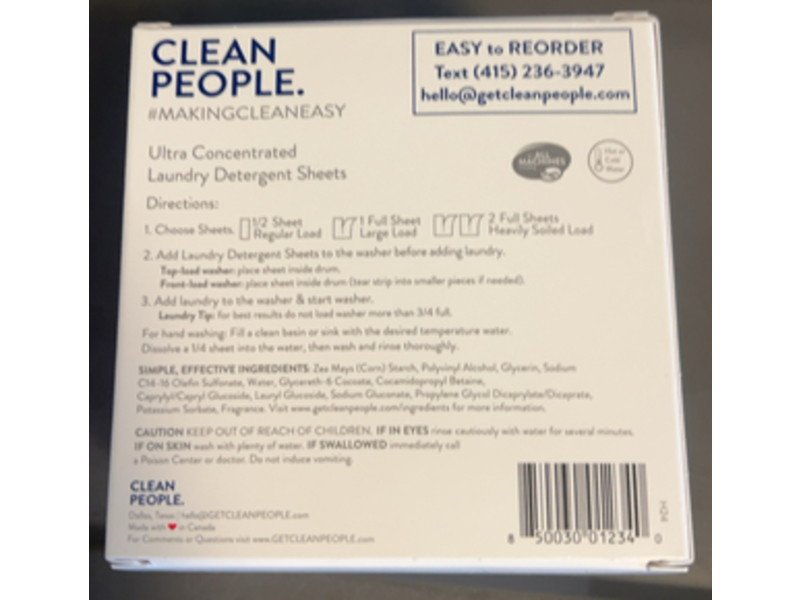 CLEAN
PEOPLE.
#MAKINGCLEANEASY
EASY to REORDER
Text (415) 236-3947
hello@getcleanpeople.com
Ultra Concentrated
Laundry Detergent Sheets
ALL
MACHINES
Hot or
Cold
Water
Directions:
1. Choose Sheets. 1/2 Sheet Regular Load 1 Full Sheet Large Load 2 Full Sheets Heavily Soiled Load
2. Add Laundry Detergent Sheets to the washer before adding laundry.
Top-load washer: place sheet inside drum.
Front-load washer: place sheet inside drum (tear strip into smaller pieces if needed).
3. Add laundry to the washer & start washer.
Laundry Tip: for best results do not load washer more than 3/4 full.
For hand washing: Fill a clean basin or sink with the desired temperature water.
Dissolve a 1/4 sheet into the water, then wash and rinse thoroughly.
SIMPLE, EFFECTIVE INGREDIENTS: Zea Mays (Corn) Starch, Polyvinyl Alcohol, Glycerin, Sodium
C14-16 Olefin Sulfonate, Water, Glycereth-6 Cocoate, Cocamidopropyl Betaine,
Caprylyl/Capryl Glucoside, Lauryl Glucoside, Sodium Gluconate, Propylene Glycol Dicaprylate/Dicaprate,
Potassium Sorbate, Fragrance. Visit www.getcleanpeople.com/ingredients for more information.
CAUTION KEEP OUT OF REACH OF CHILDREN. IF IN EYES rinse cautiously with water for several minutes.
IF ON SKIN wash with plenty of water. IF SWALLOWED immediately call
a Poison Center or doctor. Do not induce vomiting.
CLEAN
PEOPLE.
Dallas, Texas | hello@GETCLEANPEOPLE.com
Made with ❤ in Canada
For Comments or Questions visit www.GETCLEANPEOPLE.com
8 50030 01234 0